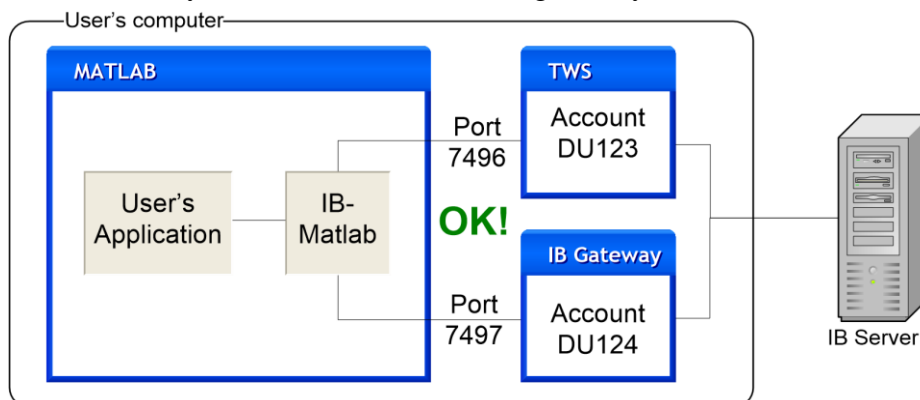 User's computer
MATLAB
TWS
Port
7496
Account
DU123
User's
Application
IB-
Matlab
OK!
IB Gateway
Port
7497
Account
DU124
IB Server